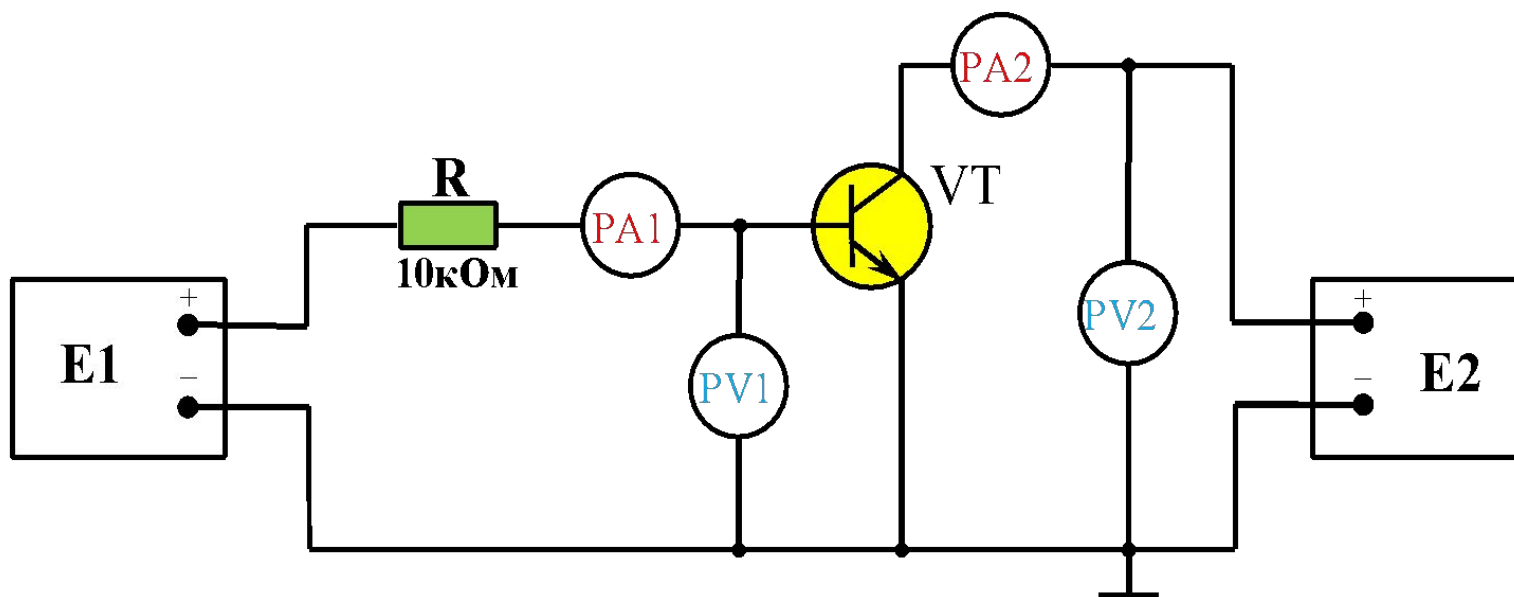 PA2
R
VT
PA1
10кОм
+
E1
−
PV1
PV2
+
E2
−